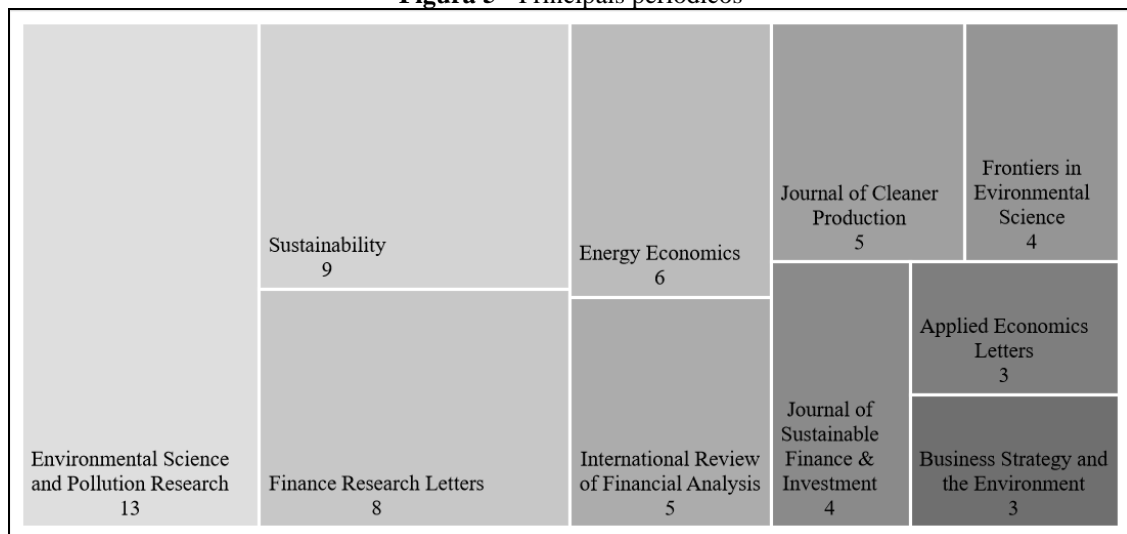 Figura 3 - Principais periódicos
Environmental Science
and Pollution Research
13
Sustainability
9
Finance Research Letters
8
Energy Economics
6
International Review
of Financial Analysis
5
Journal of Cleaner
Production
5
Frontiers in
Evironmental
Science
4
Journal of
Sustainable
Finance &
Investment
4
Applied Economics
Letters
3
Business Strategy and
the Environment
3